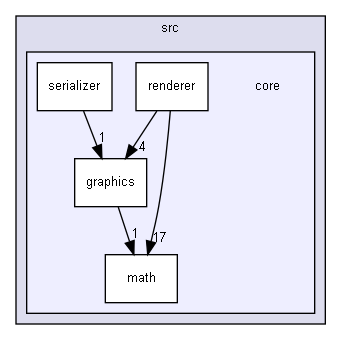 src
serializer
renderer
core
1
4
graphics
1
17
math